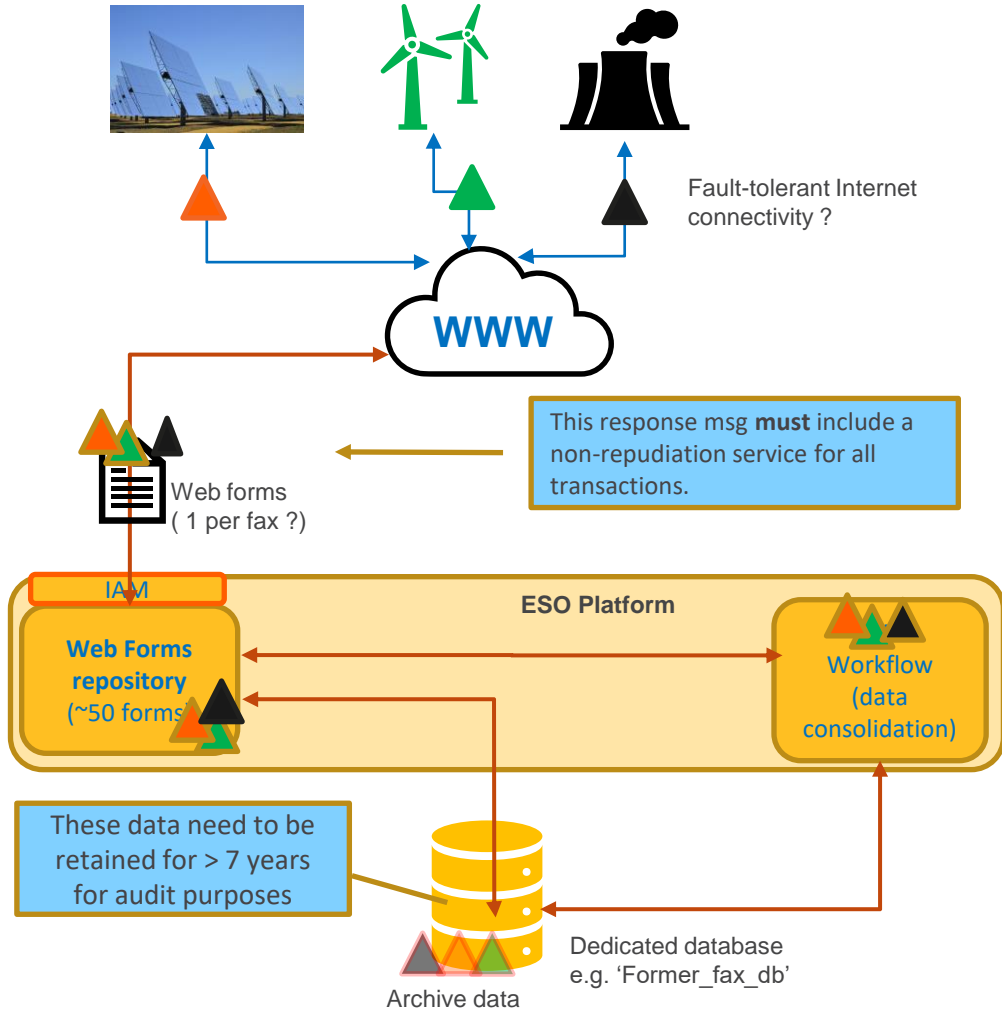 Fault-tolerant Internet
connectivity ?
WWW
This response msg must include a
non-repudiation service for all
transactions.
Web forms
( 1 per fax ?)
IAM
ESO Platform
Web Forms
repository
(~50 forms)
Workflow
(data
consolidation)
These data need to be
retained for > 7 years
for audit purposes
Dedicated database
e.g. ‘Former_fax_db’
Archive data